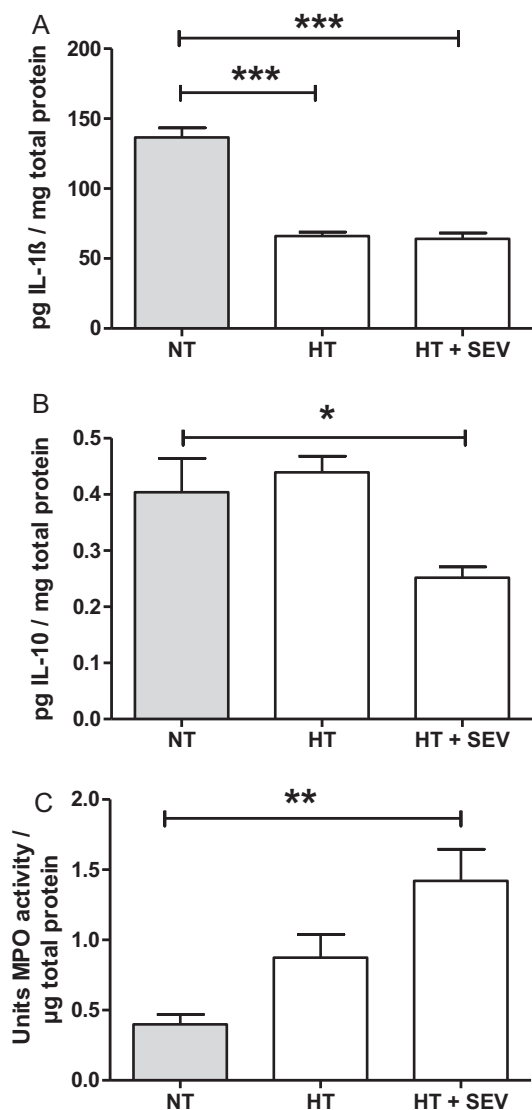 A
200
***
***
150
100
50
0
pg IL-1ß / mg total protein
NT HT HT + SEV
B
*
0.5
0.4
0.3
0.2
0.1
0.0
pg IL-10 / mg total protein
NT HT HT + SEV
C
2.0
**
1.5
1.0
0.5
0.0
Units MPO activity /
µg total protein
NT HT HT + SEV